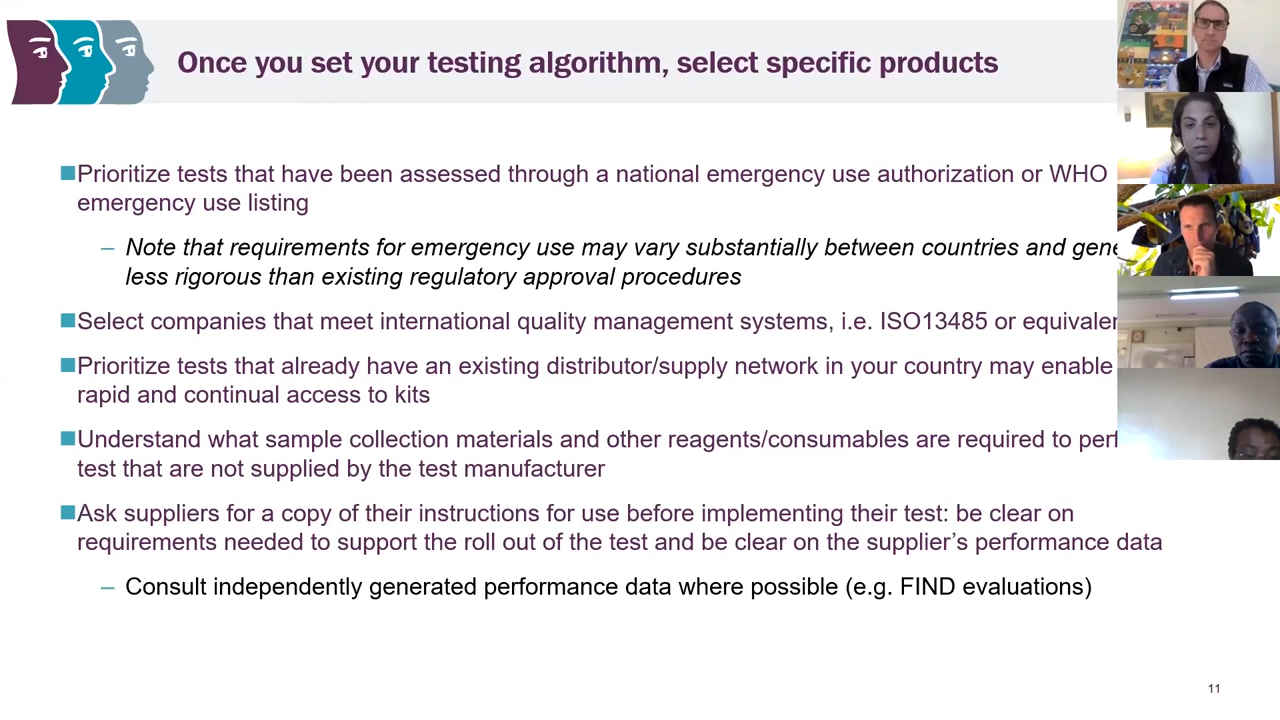 Once you set your testing algorithm, select specific products
Prioritize tests that have been assessed through a national emergency use authorization or WHO
emergency use listing
– Note that requirements for emergency use may vary substantially between countries and
less rigorous than existing regulatory approval procedures
Select companies that meet international quality management systems, i.e. ISO13485 or
Prioritize tests that already have an existing distributor/supply network in your country may enable
rapid and continual access to kits
Understand what sample collection materials and other reagents/consumables are required to
test that are not supplied by the test manufacturer
Ask suppliers for a copy of their instructions for use before implementing their test: be clear on
requirements needed to support the roll out of the test and be clear on the supplier's performance data
– Consult independently generated performance data where possible (e.g. FIND evaluations)
11